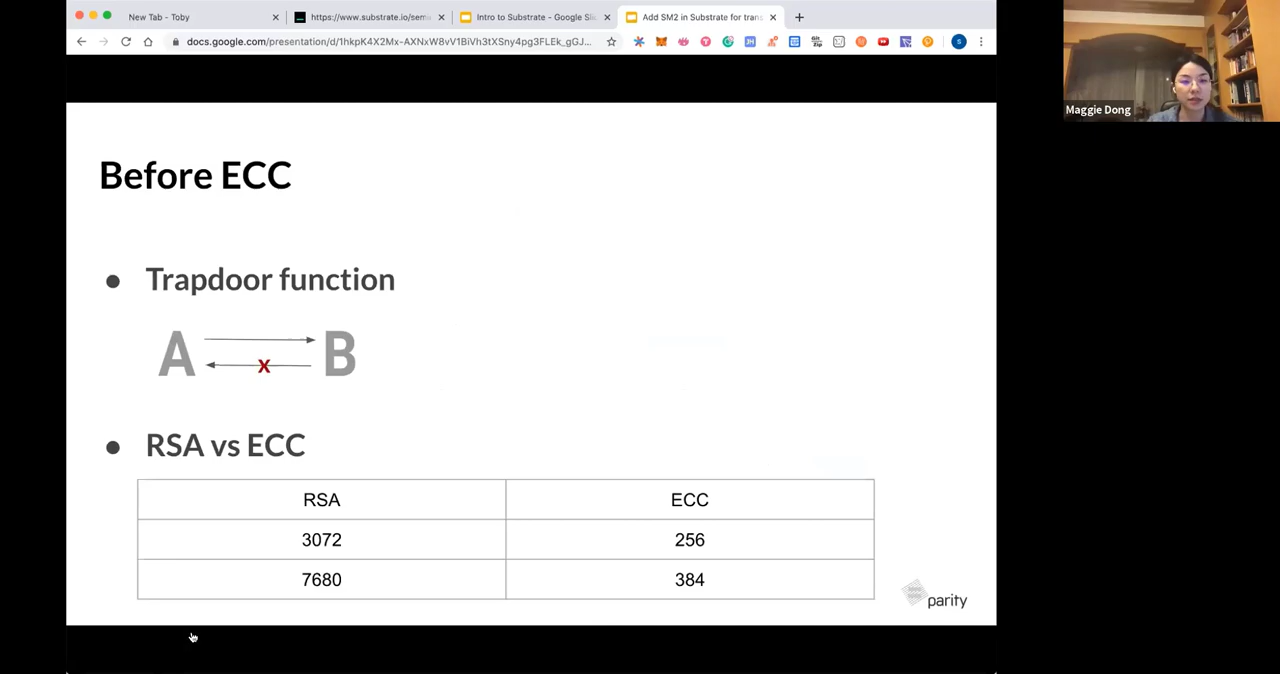 New Tab - Toby
https://www.substrate.io/sem
Intro to Substrate - Google Sli
Add SM2 in Substrate for tran
docs.google.com/presentation/d/1hkpK4X2Mx-AXNxW8vV1BiVh3tXSny4pg3FLEk_gGJ...
Maggie Dong
Before ECC
● Trapdoor function
A B
x
● RSA vs ECC
RSA ECC
3072 256
7680 384
parity